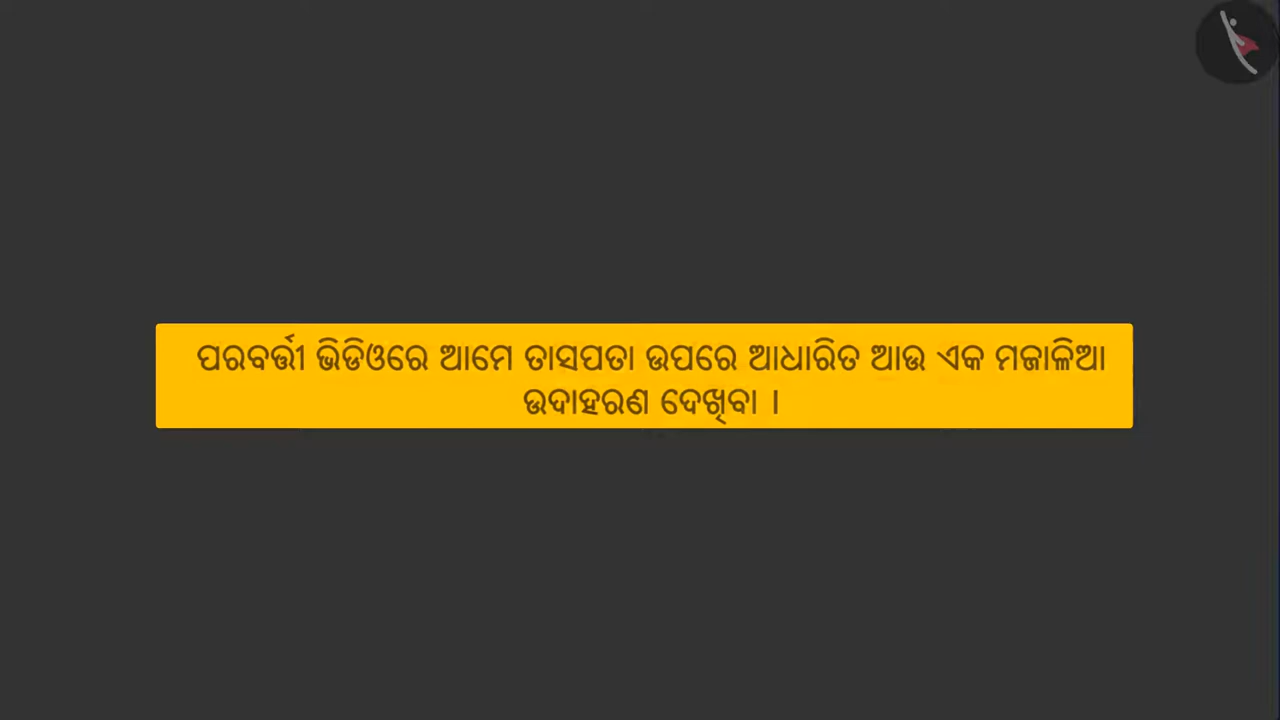 ପରବର୍ତ୍ତୀ ଭିଡିଓରେ ଆମେ ତାସପତା ଉପରେ ଆଧାରିତ ଆଉ ଏକ ମଜ୍ଜାଳିଆ
ଉଦାହରଣ ଦେଖିବା ।